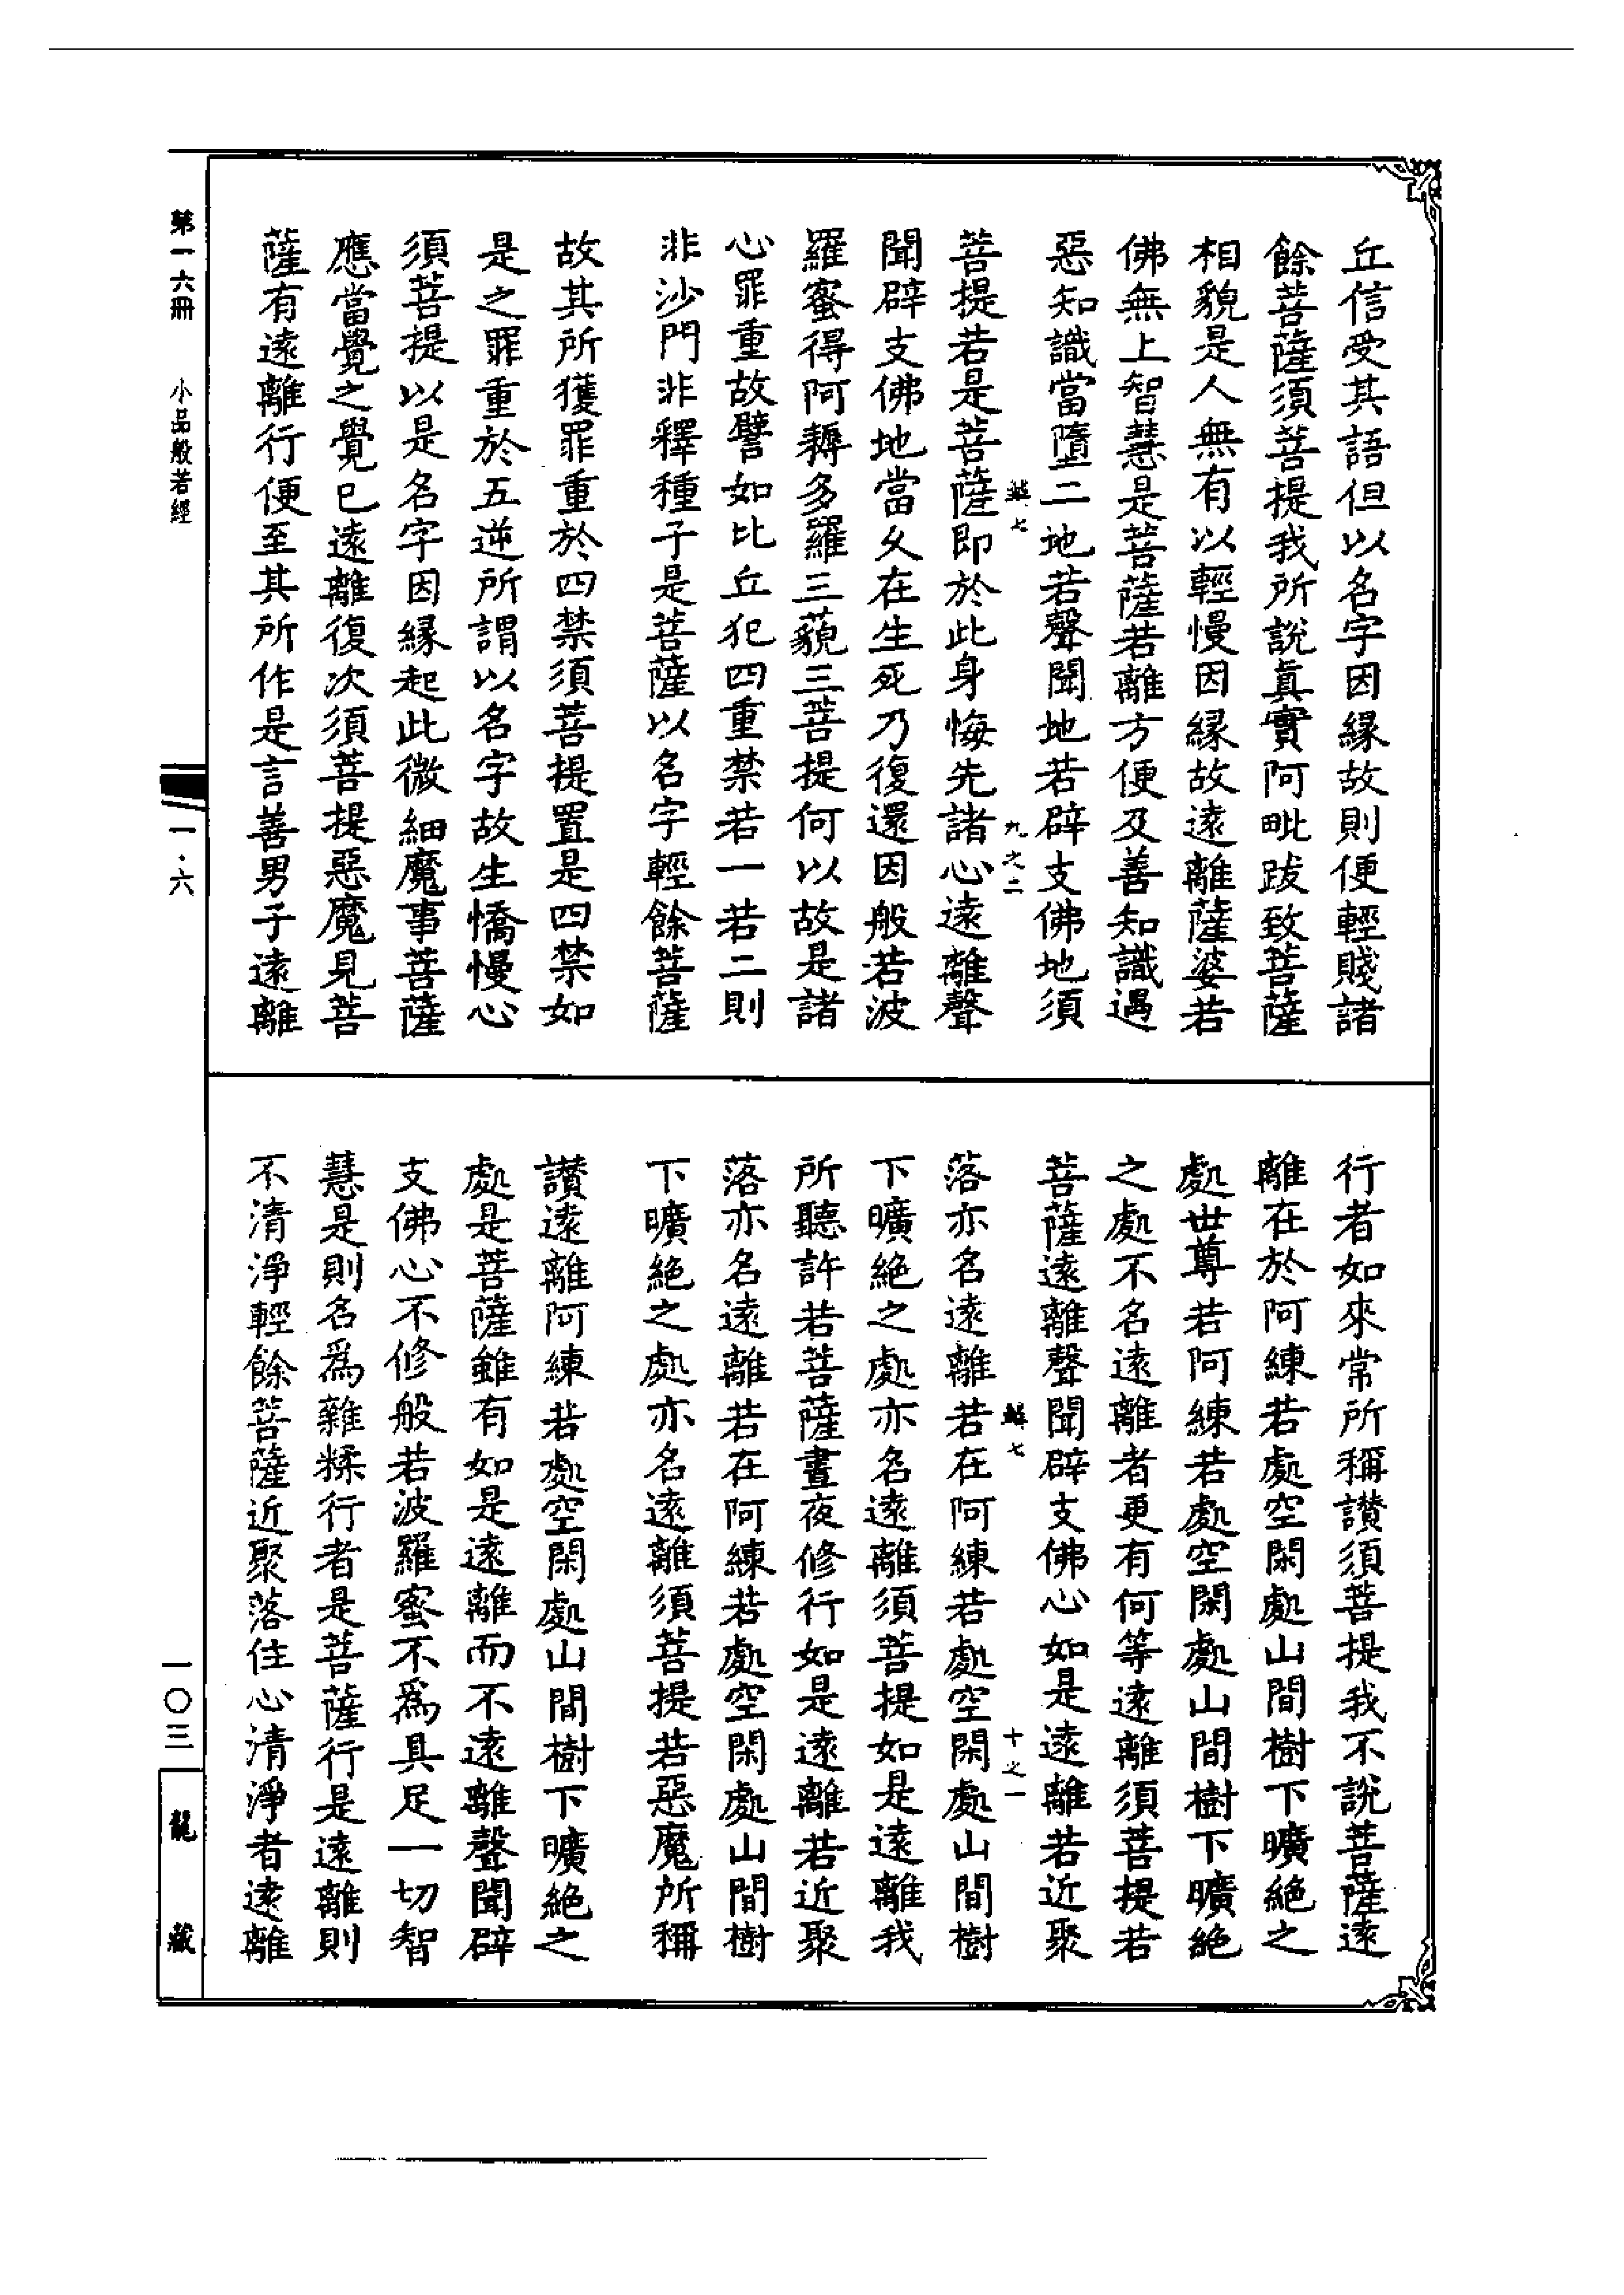 丘信受其語但以名字因緣故則便輕賤諸
餘菩薩須菩提我所說真實阿毗跋致菩薩
相貌是人無有以輕慢因緣故遠離薩婆若
佛無上智慧是菩薩若離方便及善知識遇
惡知識當墮二地若聲聞地若辟支佛地須
七 九之二
菩提若是菩薩即於此身悔先諸心遠離聲
聞辟支佛地當久在生死乃復還因般若波
羅蜜得阿耨多羅三藐三菩提何以故是諸
心罪重故譬如比丘犯四重禁若一若二則
非沙門非釋種子是菩薩以名字輕餘菩薩
故其所獲罪重於四禁須菩提置是四禁如
是之罪重於五逆所謂以名字故生憍慢心
須菩提以是名字因緣起此微細魔事菩薩
應當覺之覺已遠離復次須菩提惡魔見菩
薩有遠離行便至其所作是言善男子遠離
行者如來常所稱讃須菩提我不說菩薩遠
離在於阿練若處空閑處山間樹下曠絕之
處世尊若阿練若處空閑處山間樹下曠絕
之處不名遠離者更有何等遠離須菩提若
菩薩遠離聲聞辟支佛心如是遠離若近聚
七 十之一
落亦名遠離若在阿練若處空閑處山間樹
下曠絕之處亦名遠離須菩提如是遠離我
所聽許若菩薩晝夜修行如是遠離若近聚
落亦名遠離若在阿練若處空閑處山間樹
下曠絕之處亦名遠離須菩提若惡魔所稱
讃遠離阿練若處空閑處山間樹下曠絕之
處是菩薩雖有如是遠離而不遠離聲聞辟
支佛心不修般若波羅蜜不爲具足一切智
慧是則名爲雜糅行者是菩薩行是遠離則
不清淨輕餘菩薩近聚落住心清淨者遠離
第一六冊 小品般若經
一·六
一〇三
龍藏